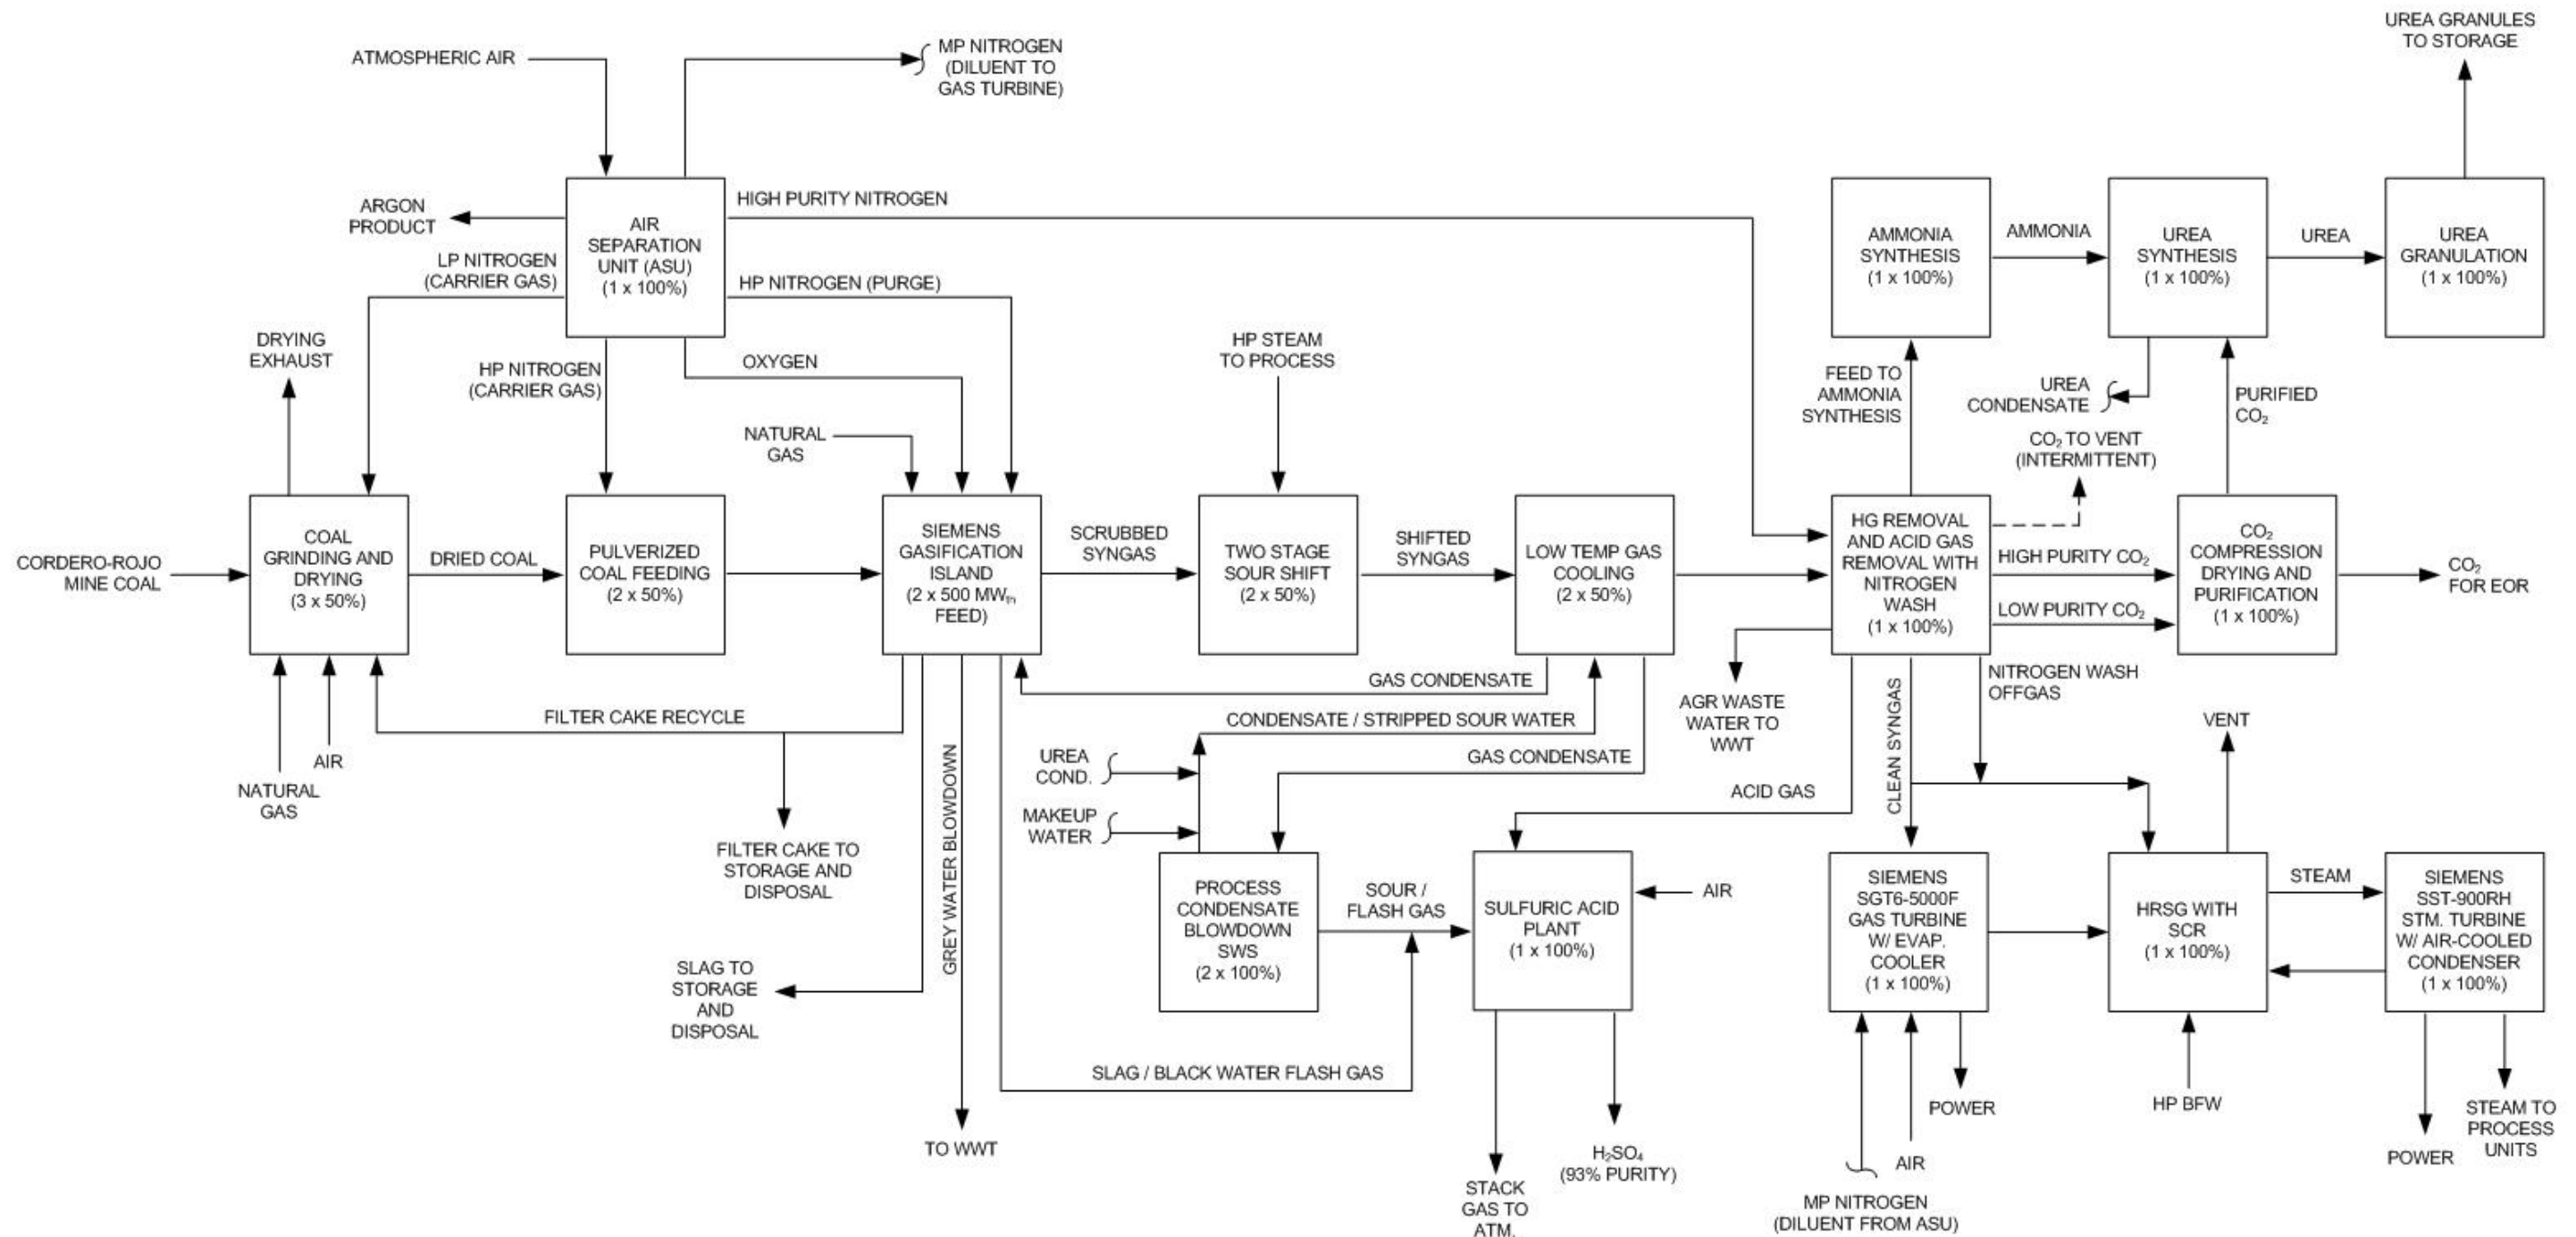 UREA GRANULES
TO STORAGE
ATMOSPHERIC AIR
MP NITROGEN
(DILUENT TO
GAS TURBINE)
ARGON
PRODUCT
AIR
SEPARATION
UNIT (ASU)
(1 x 100%)
HIGH PURITY NITROGEN
LP NITROGEN
(CARRIER GAS)
HP NITROGEN (PURGE)
AMMONIA
SYNTHESIS
(1 x 100%)
AMMONIA
UREA
SYNTHESIS
(1 x 100%)
UREA
UREA
GRANULATION
(1 x 100%)
DRYING
EXHAUST
HP NITROGEN
(CARRIER GAS)
OXYGEN
HP STEAM
TO PROCESS
NATURAL
GAS
FEED TO
AMMONIA
SYNTHESIS
UREA
CONDENSATE
PURIFIED
CO₂
CO₂ TO VENT
(INTERMITTENT)
CORDERO-ROJO
MINE COAL
COAL
GRINDING AND
DRYING
(3 x 50%)
DRIED COAL
PULVERIZED
COAL FEEDING
(2 x 50%)
SIEMENS
GASIFICATION
ISLAND
(2 x 500 MWth
FEED)
SCRUBBED
SYNGAS
TWO STAGE
SOUR SHIFT
(2 x 50%)
SHIFTED
SYNGAS
LOW TEMP GAS
COOLING
(2 x 50%)
HG REMOVAL
AND ACID GAS
REMOVAL WITH
NITROGEN
WASH
(1 x 100%)
HIGH PURITY CO₂
LOW PURITY CO₂
CO₂
COMPRESSION
DRYING AND
PURIFICATION
(1 x 100%)
CO₂
FOR EOR
NATURAL
GAS
AIR
FILTER CAKE RECYCLE
FILTER CAKE TO
STORAGE AND
DISPOSAL
SLAG TO
STORAGE
AND
DISPOSAL
GREY WATER BLOWDOWN
TO WWT
GAS CONDENSATE
CONDENSATE / STRIPPED SOUR WATER
GAS CONDENSATE
UREA
COND.
MAKEUP
WATER
AGR WASTE
WATER TO
WWT
ACID GAS
CLEAN SYNGAS
NITROGEN WASH
OFFGAS
VENT
PROCESS
CONDENSATE
BLOWDOWN
SWS
(2 x 100%)
SOUR /
FLASH GAS
SULFURIC ACID
PLANT
(1 x 100%)
AIR
SLAG / BLACK WATER FLASH GAS
STACK
GAS TO
ATM.
H₂SO₄
(93% PURITY)
SIEMENS
SGT6-5000F
GAS TURBINE
W/ EVAP.
COOLER
(1 x 100%)
HRSG WITH
SCR
(1 x 100%)
STEAM
SIEMENS
SST-900RH
STM. TURBINE
W/ AIR-COOLED
CONDENSER
(1 x 100%)
MP NITROGEN
(DILUENT FROM ASU)
AIR
POWER
HP BFW
POWER
STEAM TO
PROCESS
UNITS